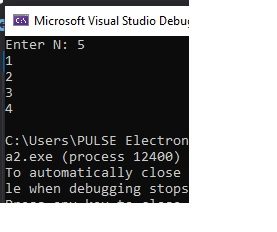 Microsoft Visual Studio Debug
Enter N: 5
1
2
3
4
C:\Users\PULSE Electron
a2.exe (process 12400)
To automatically close
le when debugging stops
Press any key to close